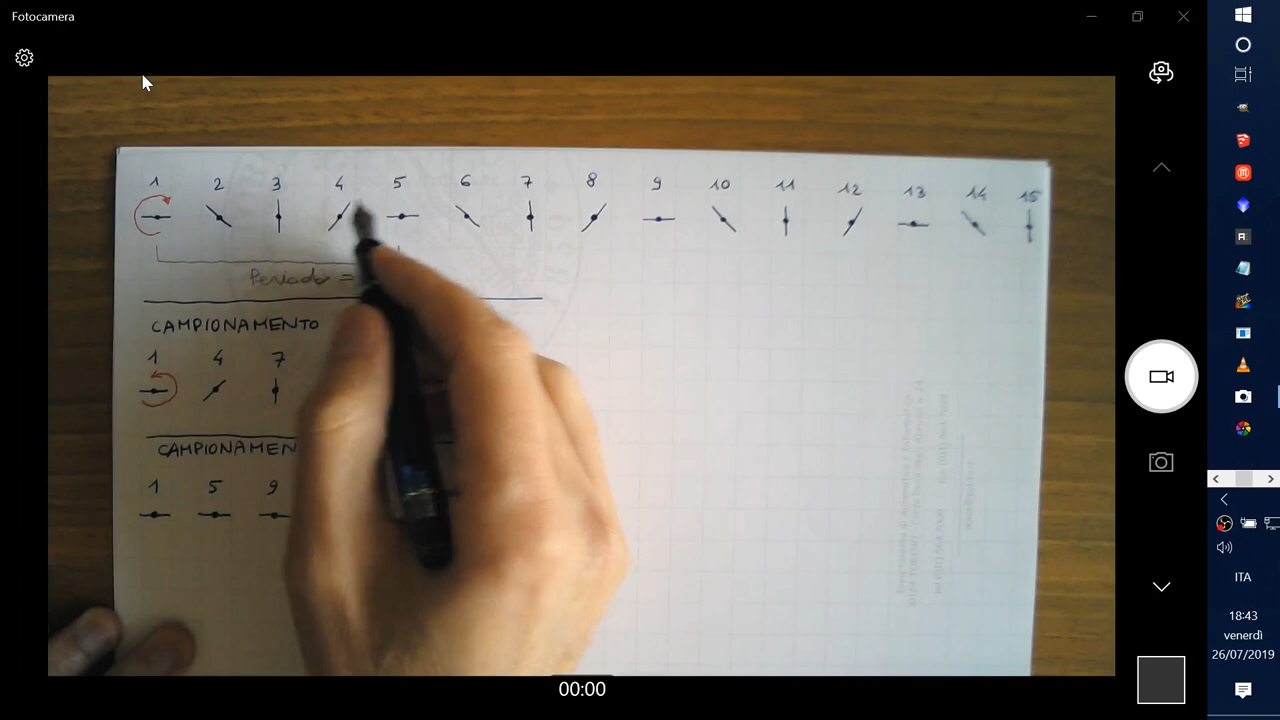 Fotocamera
1 2 3 4 5 6 7 8 9 10 11 12 13 14 15
Periodo =
CAMPIONAMENTO
1 4 7
CAMPIONAMEN
1 5 9
00:00
ITA
18:43
venerdì
26/07/2019